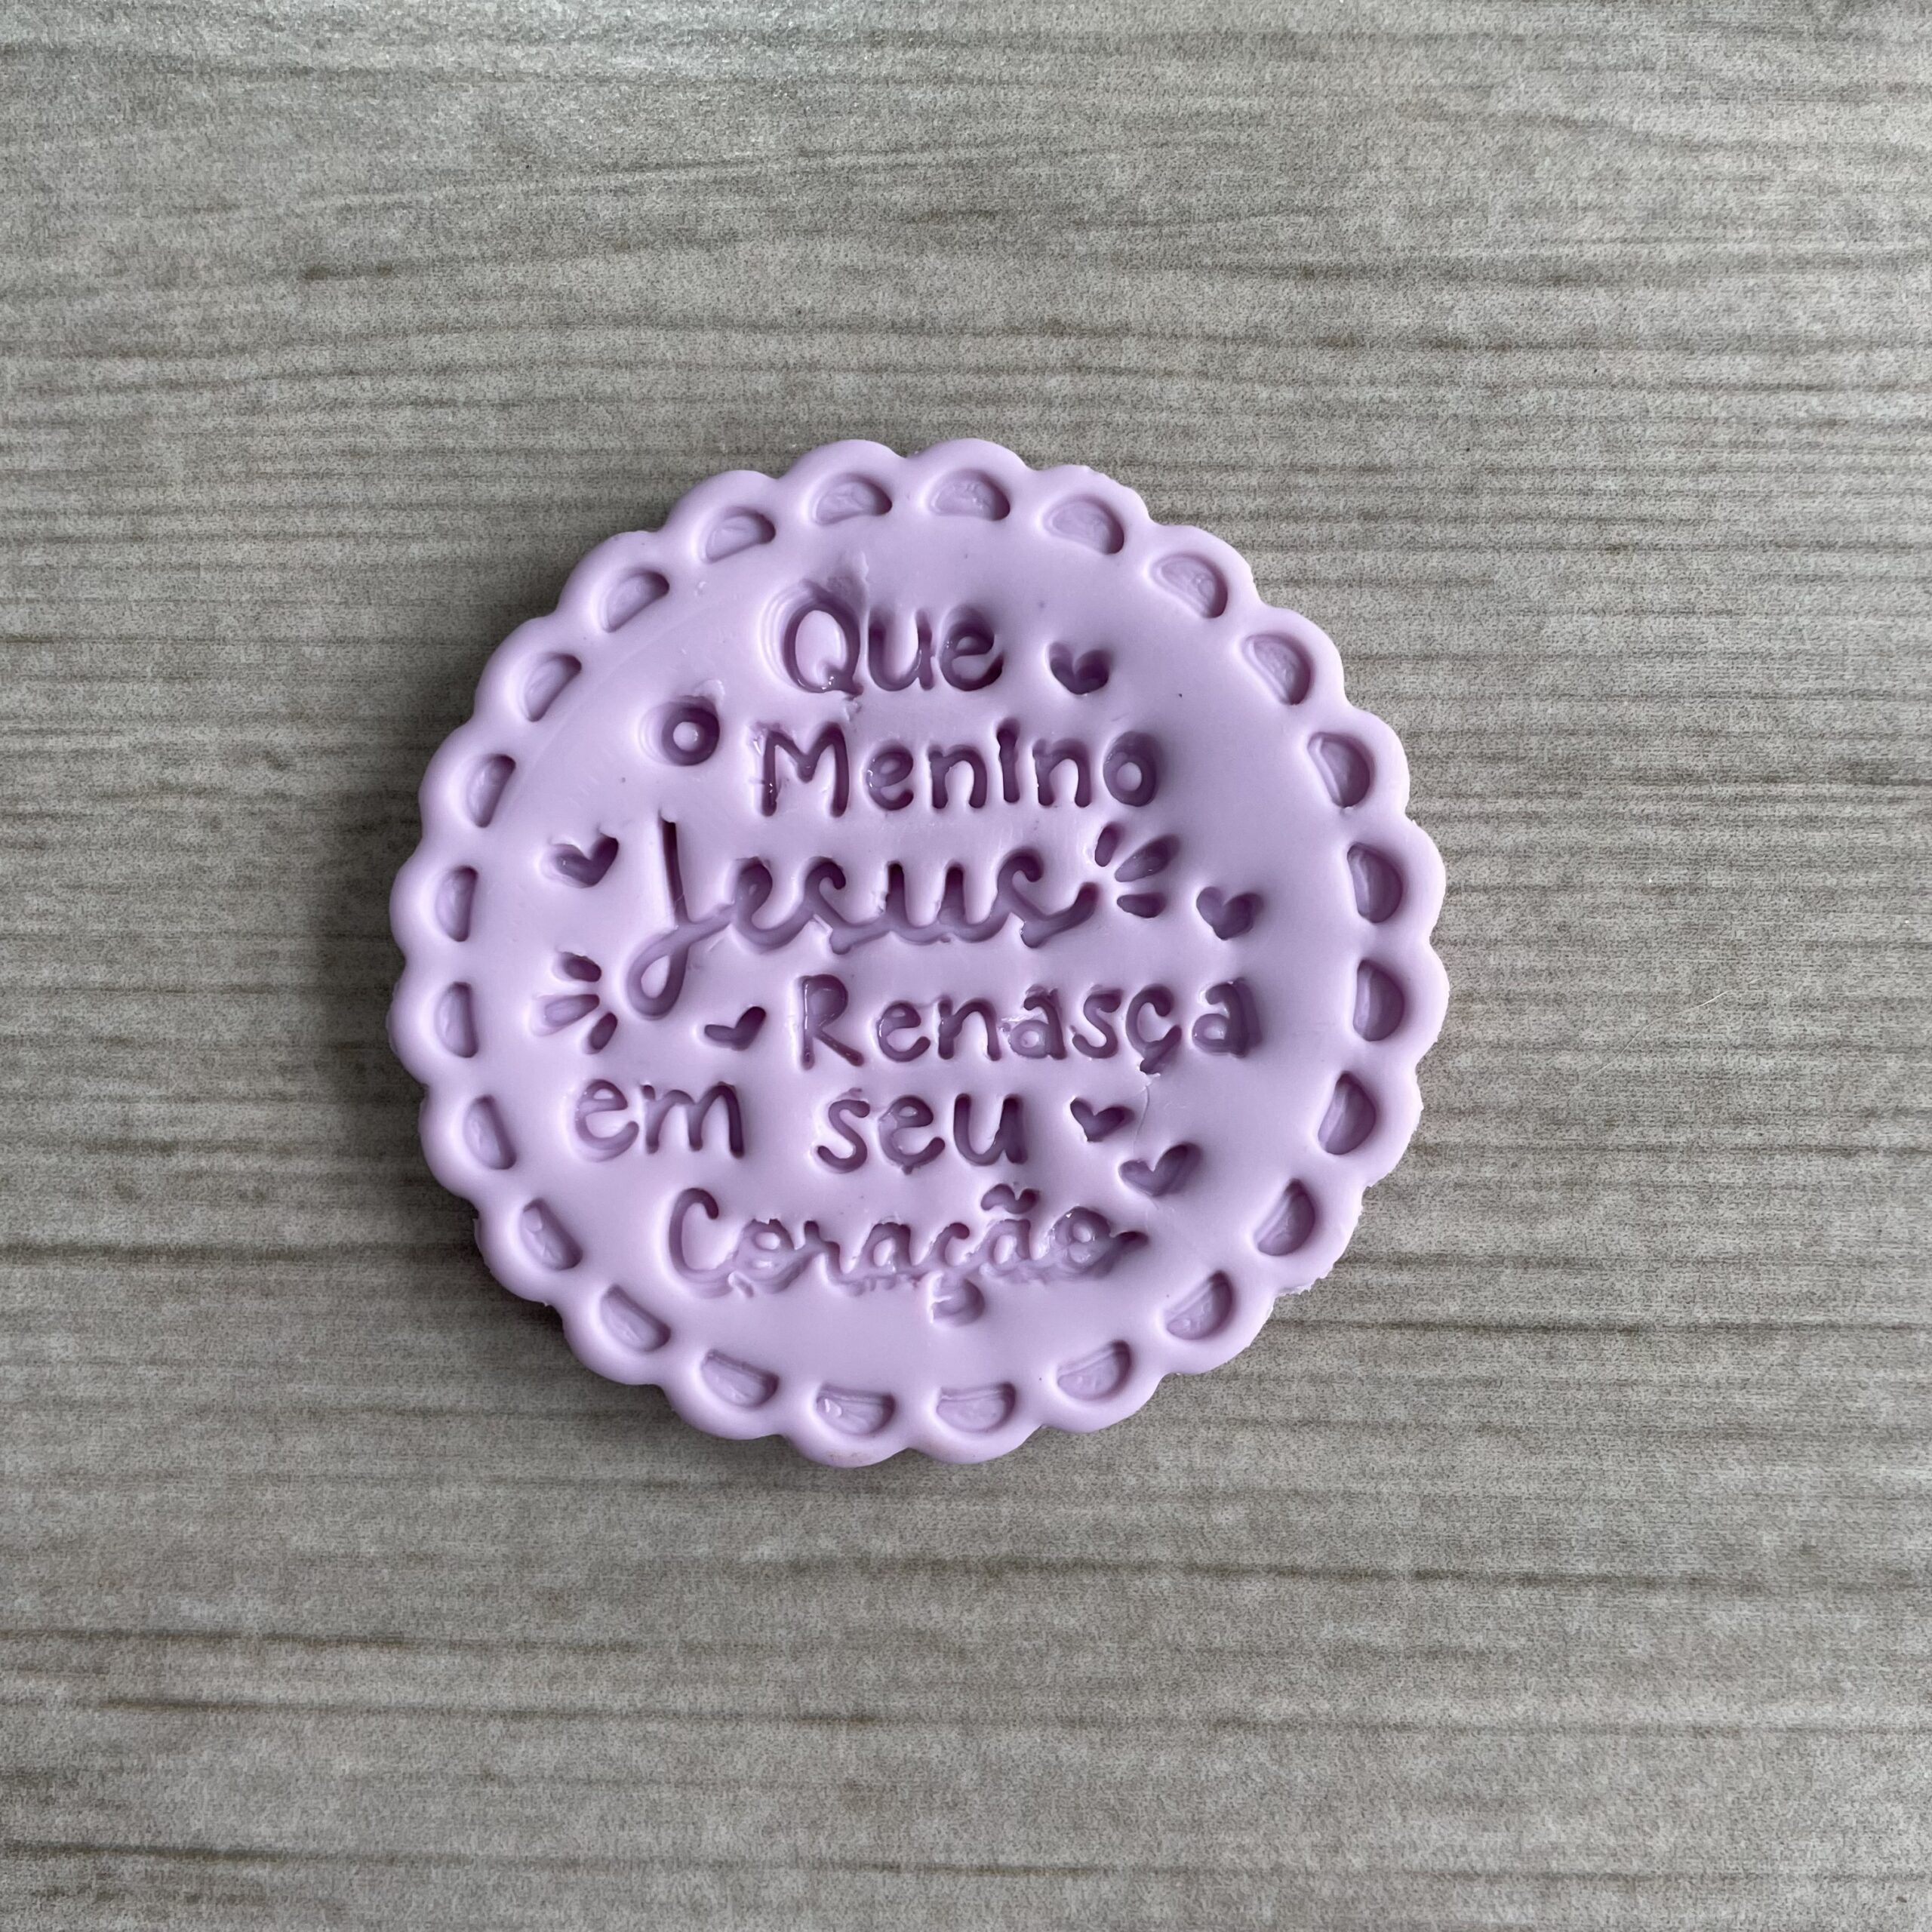 Que
o Menino
Jesus
Renasça
em seu
Coração